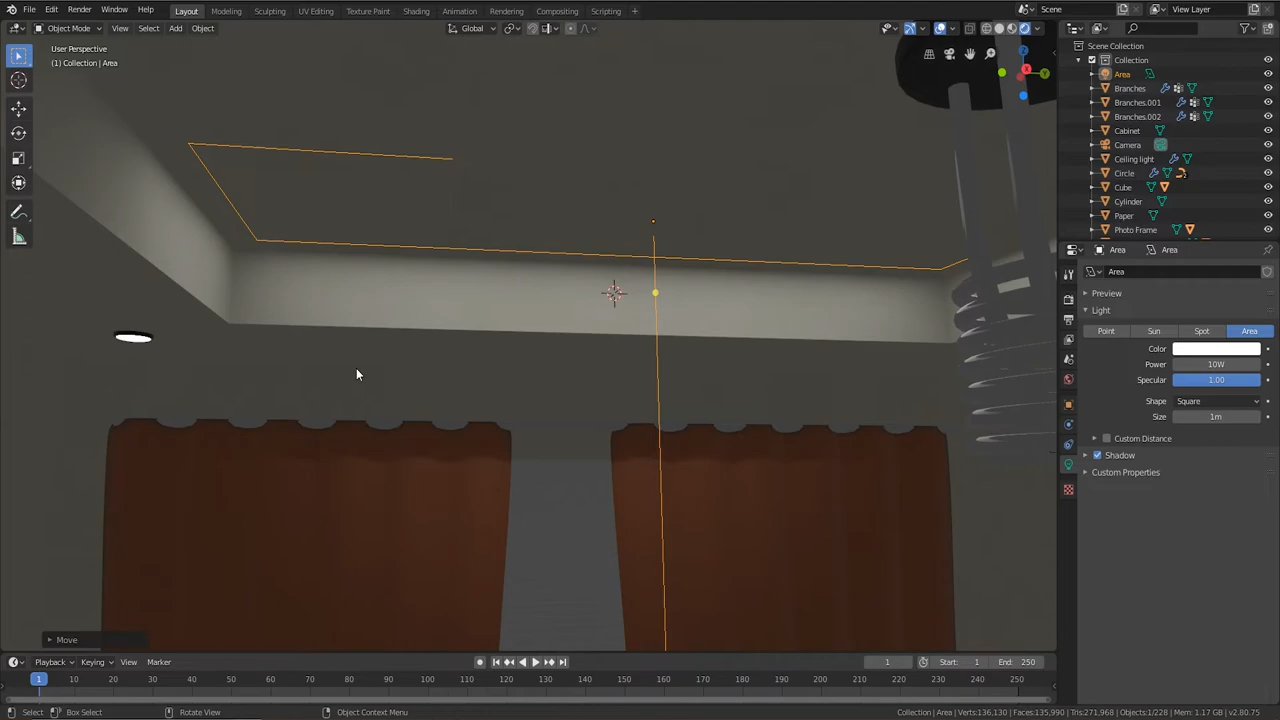 File Edit Render Window Help
Layout Modeling Sculpting UV Editing Texture Paint Shading Animation Rendering Compositing Scripting +
Scene
View Layer
Object Mode View Select Add Object
Global
User Perspective
(1) Collection | Area
Scene Collection
Collection
Area
Branches
Branches.001
Branches.002
Cabinet
Camera
Ceiling light
Circle
Cube
Cylinder
Paper
Photo Frame
Area
Area
Area
Preview
Light
Point Sun Spot Area
Color
Power 10W
Specular 1.00
Shape Square
Size 1m
Custom Distance
Shadow
Custom Properties
Move
Playback Keying View Marker
1 Start: 1 End: 250
1 10 20 30 40 50 60 70 80 90 100 110 120 130 140 150 160 170 180 190 200 210 220 230 240 250
Select Box Select Rotate View Object Context Menu
Collection | Area | Verts:136,130 | Faces:135,990 | Tris:271,968 | Objects:1/228 | Mem: 1.17 GB | v2.80.75